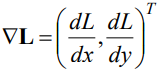 ∇L = (dL/dx, dL/dy)^T